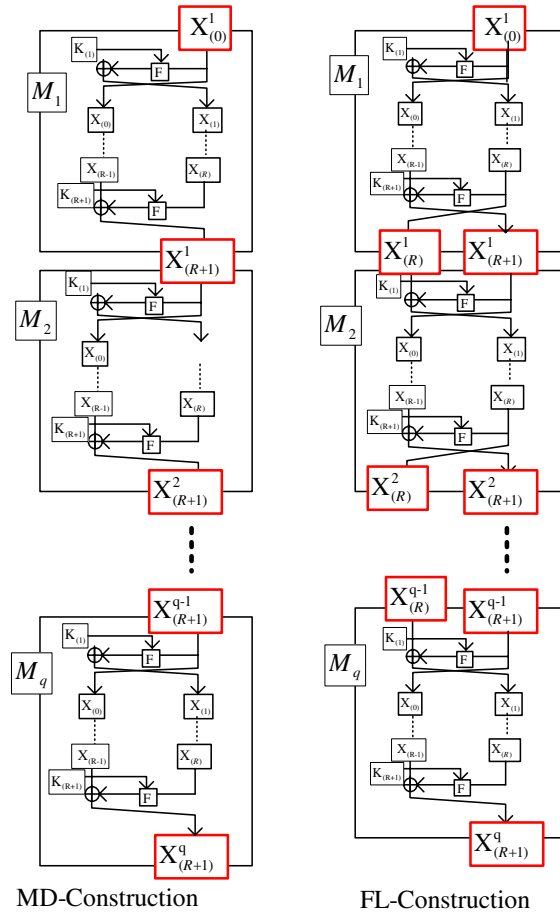 X^1_(0)
K_(1)
F
M_1
X_(0)
X_(1)
X_(R-1)
X_(R)
K_(R+1)
F
X^1_(R+1)
K_(1)
F
M_2
X_(0)
X_(R-1)
X_(R)
K_(R+1)
F
X^2_(R+1)
X^q-1_(R+1)
K_(1)
F
M_q
X_(0)
X_(1)
X_(R-1)
X_(R)
K_(R+1)
F
X^q_(R+1)
MD-Construction
X^1_(0)
K_(1)
F
M_1
X_(0)
X_(1)
X_(R-1)
X_(R)
K_(R+1)
F
X^1_(R)
X^1_(R+1)
K_(1)
F
M_2
X_(0)
X_(1)
X_(R-1)
X_(R)
K_(R+1)
F
X^2_(R)
X^2_(R+1)
X^q-1_(R)
X^q-1_(R+1)
K_(1)
F
M_q
X_(0)
X_(1)
X_(R-1)
X_(R)
K_(R+1)
F
X^q_(R+1)
FL-Construction